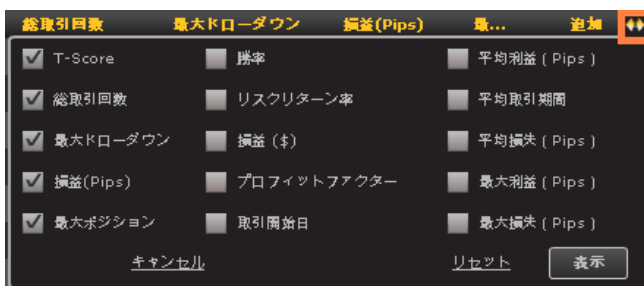 総取引回数 最大ドローダウン 損益(Pips) 最... 追加
T-Score 勝率 平均利益 ( Pips )
総取引回数 リスクリターン率 平均取引期間
最大ドローダウン 損益 ($) 平均損失 ( Pips )
損益(Pips) プロフィットファクター 最大利益 ( Pips )
最大ポジション 取引開始日 最大損失 ( Pips )
キャンセル リセット 表示